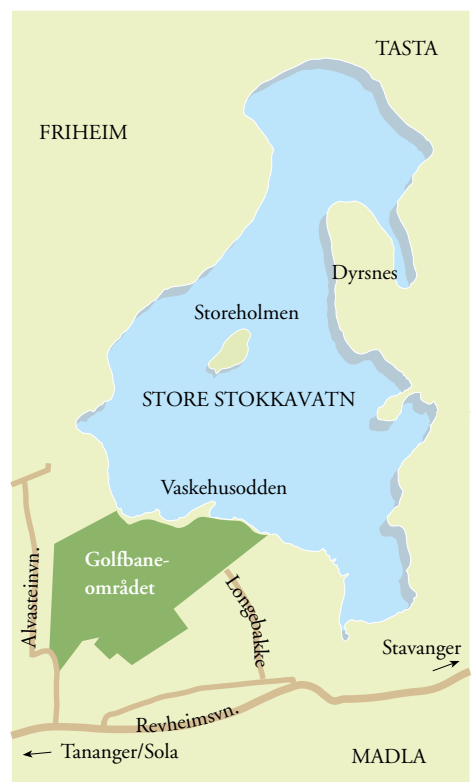 TASTA
FRIHEIM
Dyrsnes
Storeholmen
STORE STOKKAVATN
Vaskehusodden
Golfbane-
området
Alvasteinvn.
Longebakke
Stavanger
Revheimsvn.
Tananger/Sola
MADLA